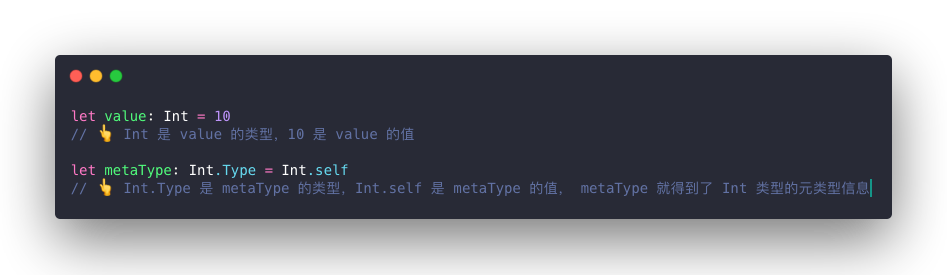 let value: Int = 10
// 👆 Int 是 value 的类型，10 是 value 的值
let metaType: Int.Type = Int.self
// 👆 Int.Type 是 metaType 的类型，Int.self 是 metaType 的值， metaType 就得到了 Int 类型的元类型信息